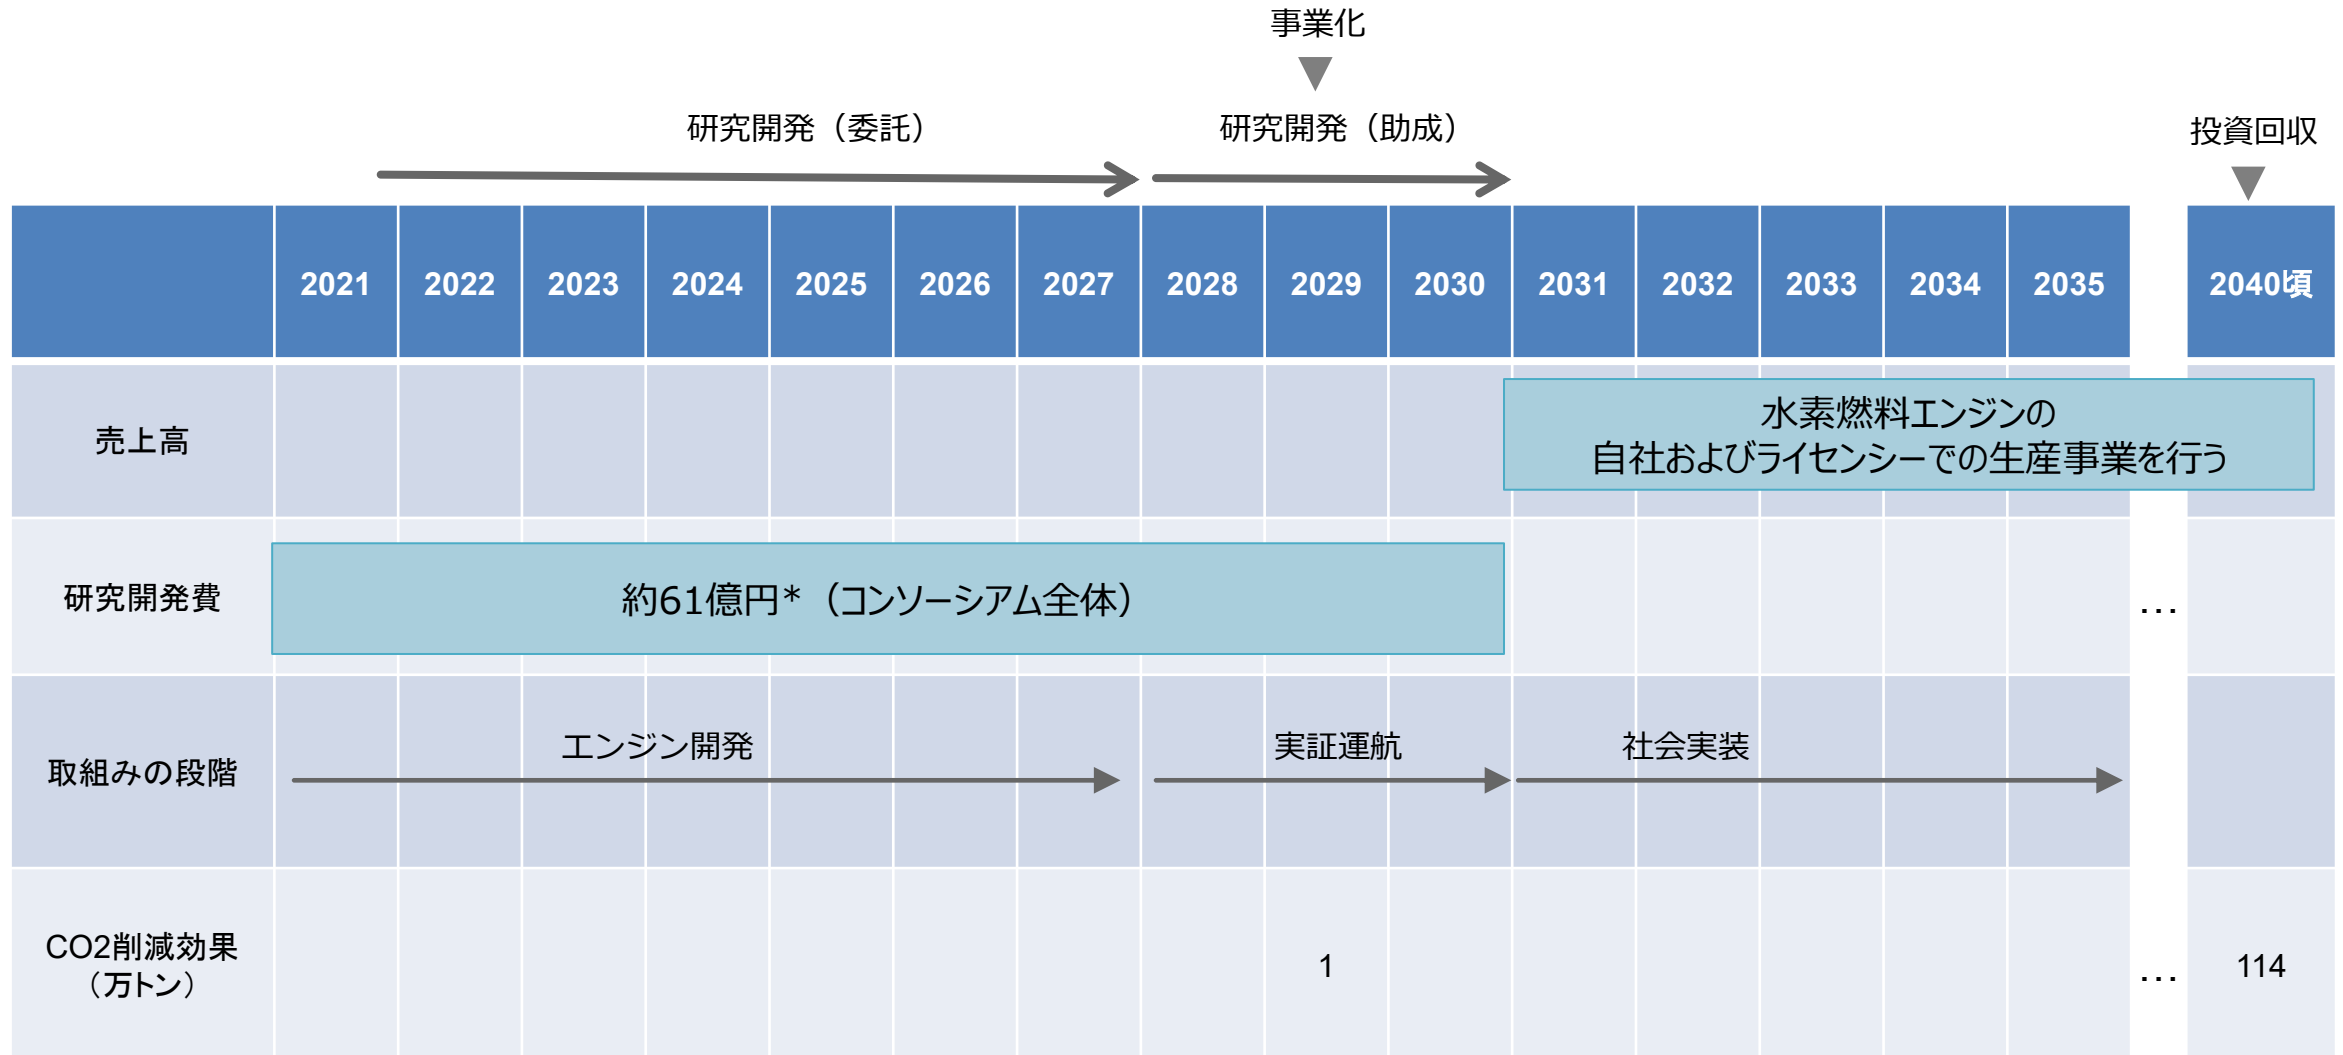 事業化
研究開発（委託）
研究開発（助成）
投資回収
2021 2022 2023 2024 2025 2026 2027 2028 2029 2030 2031 2032 2033 2034 2035 2040頃
売上高
水素燃料エンジンの
自社およびライセンシーでの生産事業を行う
研究開発費
約61億円*（コンソーシアム全体）
…
取組みの段階
エンジン開発
実証運航
社会実装
CO2削減効果
（万トン）
1
…
114